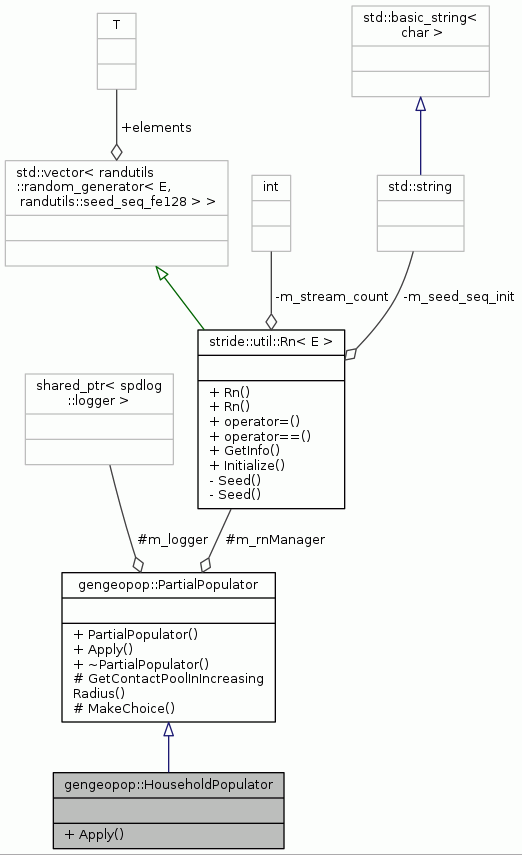 T
std::basic_string<
char >
+elements
std::vector< randutils
::random_generator< E,
randutils::seed_seq_fe128 > >
int
std::string
-m_stream_count
-m_seed_seq_init
stride::util::Rn< E >
+ Rn()
+ Rn()
+ operator=()
+ operator==()
+ GetInfo()
+ Initialize()
- Seed()
- Seed()
shared_ptr< spdlog
::logger >
#m_logger
#m_rnManager
gengeopop::PartialPopulator
+ PartialPopulator()
+ Apply()
+ ~PartialPopulator()
# GetContactPoolInIncreasing
Radius()
# MakeChoice()
gengeopop::HouseholdPopulator
+ Apply()